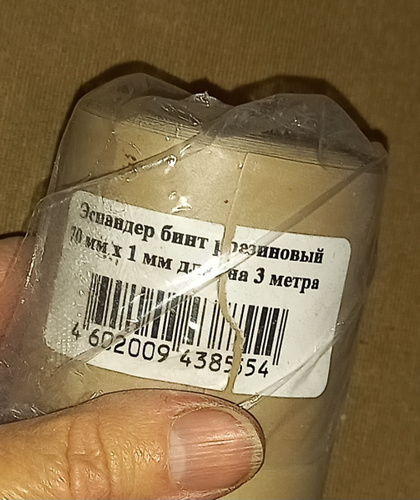 Эспандер бинт резиновый
70 мм х 1 мм длина 3 метра
4 602009 438554